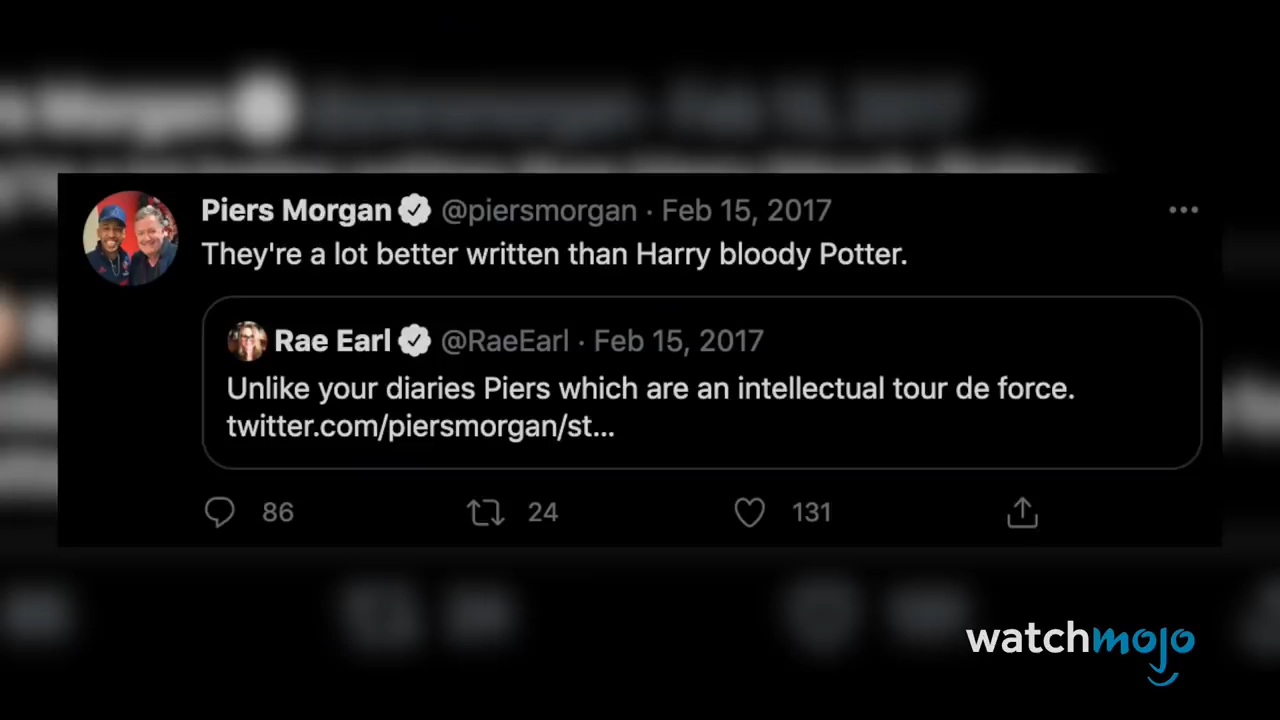 Piers Morgan @piersmorgan · Feb 15, 2017
They're a lot better written than Harry bloody Potter.
Rae Earl @RaeEarl · Feb 15, 2017
Unlike your diaries Piers which are an intellectual tour de force.
twitter.com/piersmorgan/st...
86 24 131
watchmojo